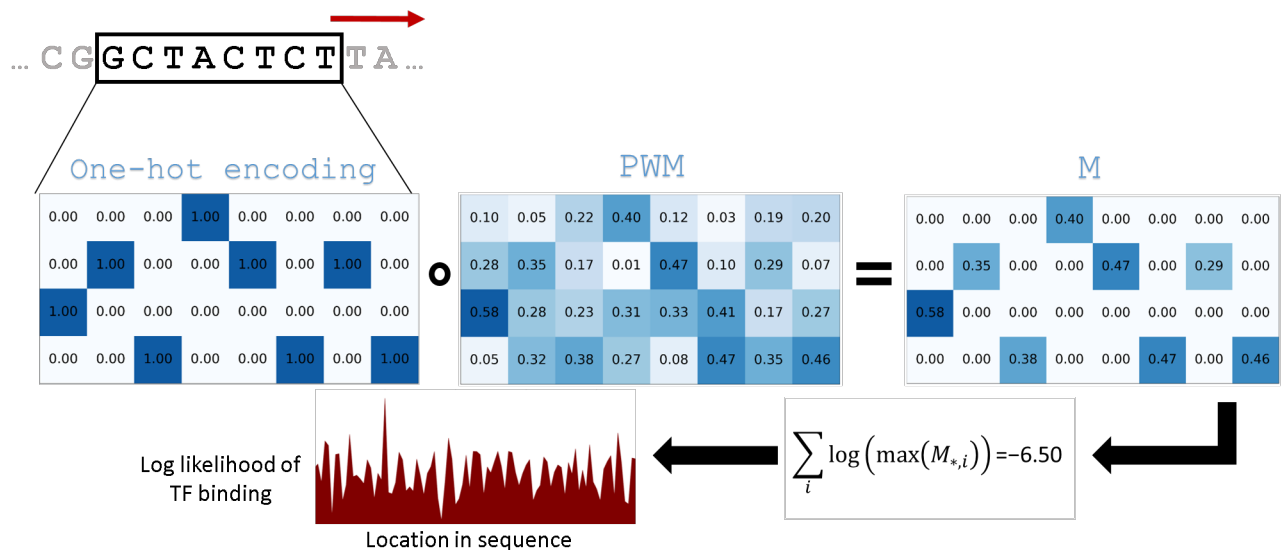 ... C G G C T A C T C T T A ...
One-hot encoding
PWM
M
0.00 0.00 0.00 1.00 0.00 0.00 0.00 0.00
0.00 1.00 0.00 0.00 1.00 0.00 1.00 0.00
1.00 0.00 0.00 0.00 0.00 0.00 0.00 0.00
0.00 0.00 1.00 0.00 0.00 1.00 0.00 1.00
0.10 0.05 0.22 0.40 0.12 0.03 0.19 0.20
0.28 0.35 0.17 0.01 0.47 0.10 0.29 0.07
0.58 0.28 0.23 0.31 0.33 0.41 0.17 0.27
0.05 0.32 0.38 0.27 0.08 0.47 0.35 0.46
=
0.00 0.00 0.00 0.40 0.00 0.00 0.00 0.00
0.00 0.35 0.00 0.00 0.47 0.00 0.29 0.00
0.58 0.00 0.00 0.00 0.00 0.00 0.00 0.00
0.00 0.00 0.38 0.00 0.00 0.47 0.00 0.46
∑ᵢ log(max(M*,i))=−6.50
Log likelihood of
TF binding
Location in sequence